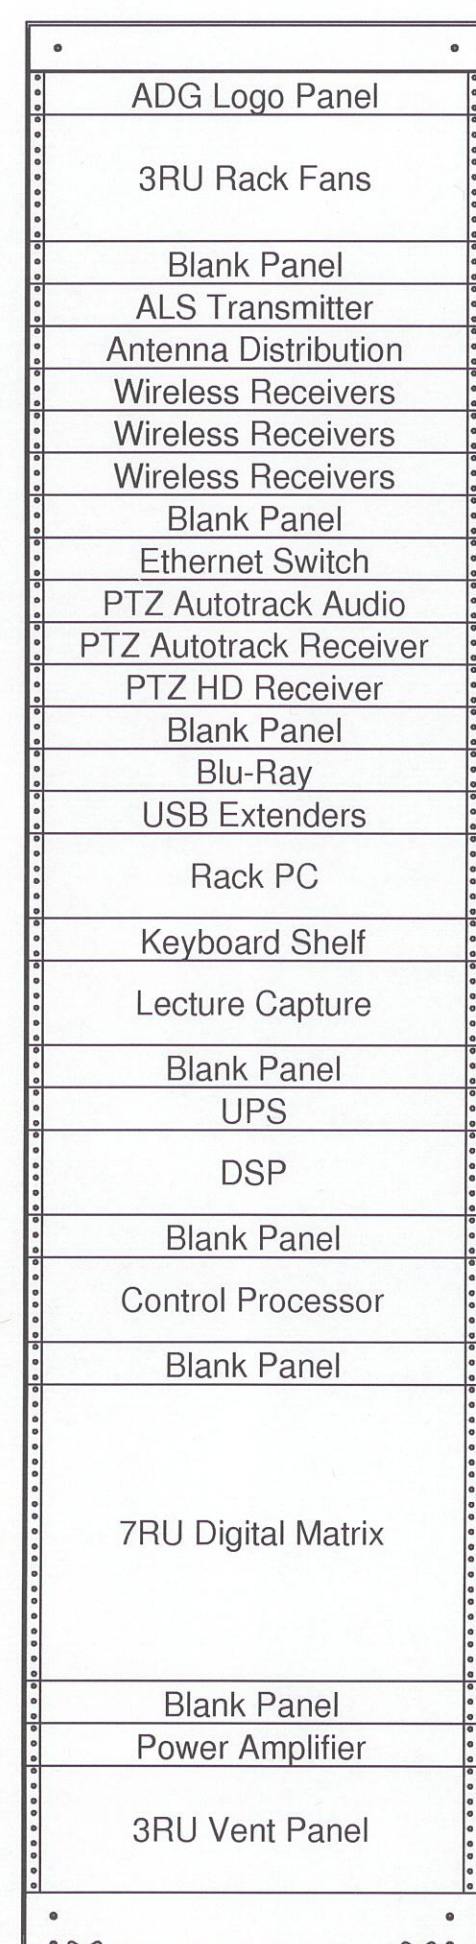 ADG Logo Panel
3RU Rack Fans
Blank Panel
ALS Transmitter
Antenna Distribution
Wireless Receivers
Wireless Receivers
Wireless Receivers
Blank Panel
Ethernet Switch
PTZ Autotrack Audio
PTZ Autotrack Receiver
PTZ HD Receiver
Blank Panel
Blu-Ray
USB Extenders
Rack PC
Keyboard Shelf
Lecture Capture
Blank Panel
UPS
DSP
Blank Panel
Control Processor
Blank Panel
7RU Digital Matrix
Blank Panel
Power Amplifier
3RU Vent Panel